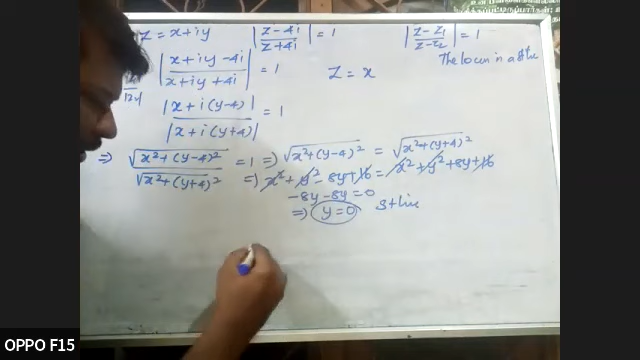 Z = x+iy   |z-4i / z+4i| = 1   |z-z₁ / z-z₂| = 1
The locus is a st line
|x+iy-4i / x+iy+4i| = 1   Z = x
|x+i(y-4)| / |x+i(y+4)| = 1
⇒ √x²+(y-4)² / √x²+(y+4)² = 1 ⇒ √x²+(y-4)² = √x²+(y+4)²
⇒ x²+y²-8y+16 = x²+y²+8y+16
-8y-8y=0
⇒ y=0   st line
OPPO F15